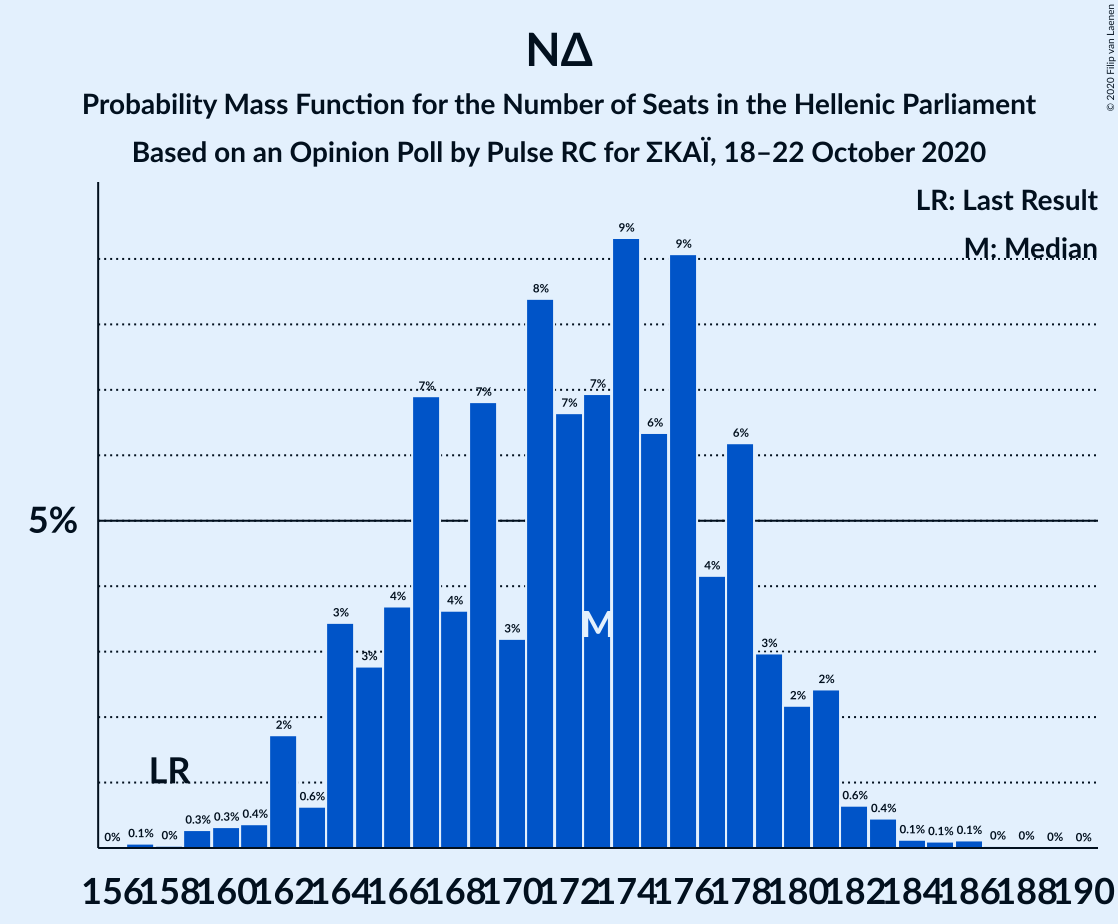 © 2020 Filip van Laenen
ΝΔ
Probability Mass Function for the Number of Seats in the Hellenic Parliament
Based on an Opinion Poll by Pulse RC for ΣΚΑΪ, 18–22 October 2020
LR: Last Result
M: Median
5%
LR
M
0% 0.1% 0% 0.3% 0.3% 0.4% 2% 0.6% 3% 3% 4% 7% 4% 7% 3% 8% 7% 7% 9% 6% 9% 4% 6% 3% 2% 2% 0.6% 0.4% 0.1% 0.1% 0.1% 0% 0% 0% 0%
156 158 160 162 164 166 168 170 172 174 176 178 180 182 184 186 188 190